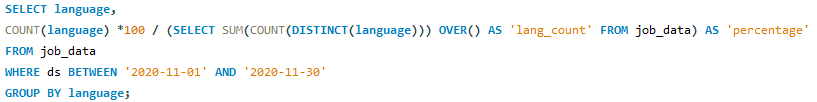 SELECT language,
COUNT(language) *100 / (SELECT SUM(COUNT(DISTINCT(language))) OVER() AS 'lang_count' FROM job_data) AS 'percentage'
FROM job_data
WHERE ds BETWEEN '2020-11-01' AND '2020-11-30'
GROUP BY language;